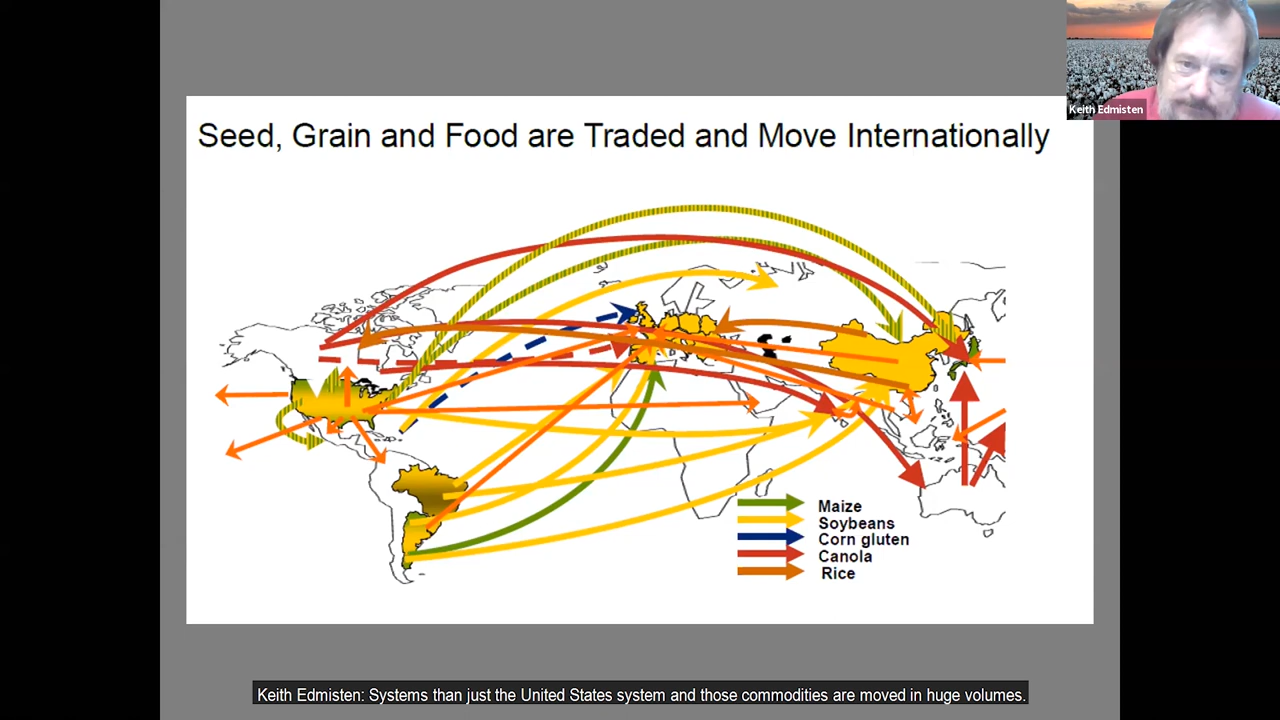 Keith Edmisten
Seed, Grain and Food are Traded and Move Internationally
Maize
Soybeans
Corn gluten
Canola
Rice
Keith Edmisten: Systems than just the United States system and those commodities are moved in huge volumes.